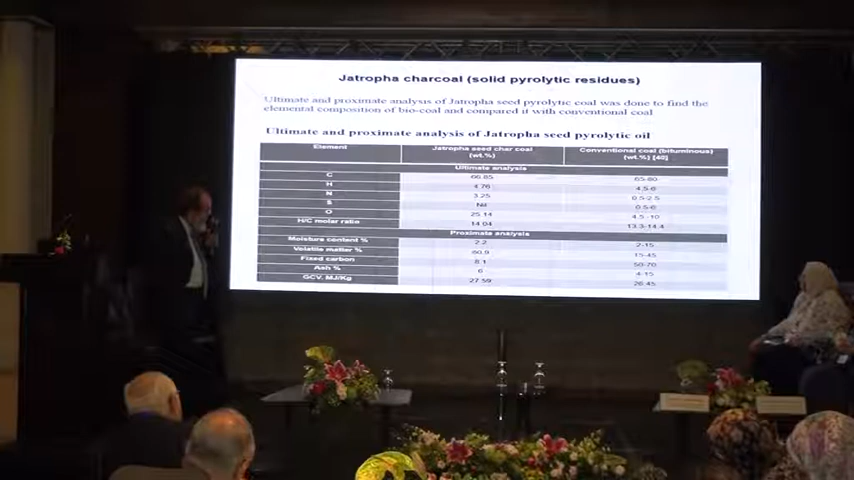 Jatropha charcoal (solid pyrolytic residues)
Ultimate and proximate analysis of Jatropha seed pyrolytic coal was done to find the
elemental composition of bio-coal and compared it with conventional coal
Ultimate and proximate analysis of Jatropha seed pyrolytic oil
Element Jatropha seed char coal (wt.%) Conventional Coal (bituminous) (wt.%) [48]
Ultimate analysis
C 66.85 65-80
H 4.76 4.5-6
N 3.25 0.5-2.5
S Nil 0.5-6
O 25.14 4.5-10
H/C molar ratio 14.04 13.3-14.4
Proximate analysis
Moisture content % 2.2 2-15
Volatile matter % 60.9 15-45
Fixed carbon 8.1 50-70
Ash % 6 4-15
GCV. MJ/Kg 27.59 26-45